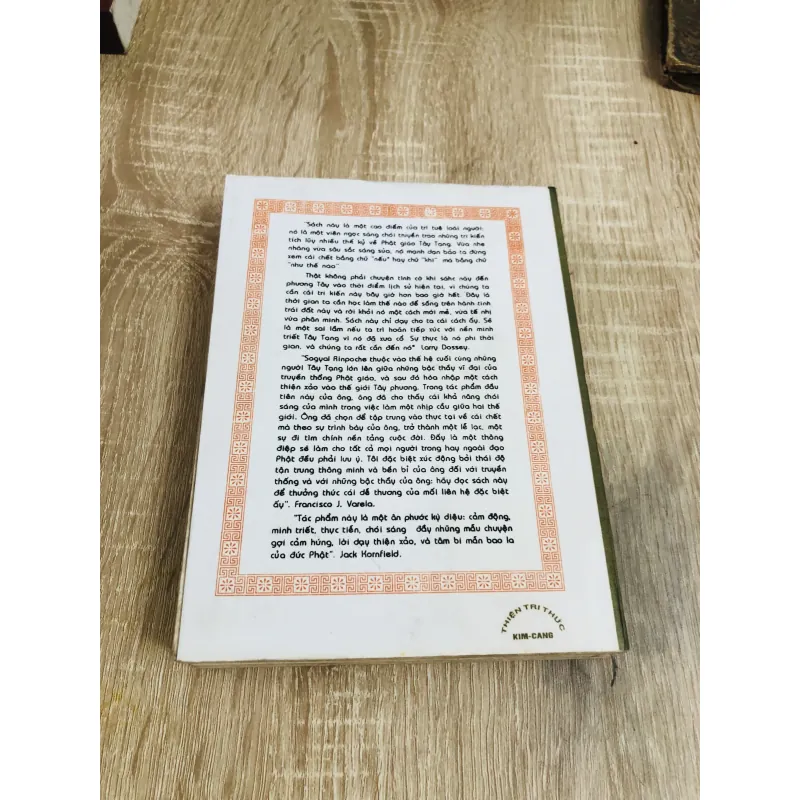 "Sách này là một cao điểm của trí tuệ loài người:
nó là một viên ngọc sáng chói truyền trao những tri kiến
tích lũy nhiều thế kỷ về Phật giáo Tây Tạng. Vừa nhẹ
nhàng vừa sâu sắc sáng sủa, nó mạnh dạn bảo ta đừng
xem cái chết bằng chữ "nếu" hay chữ "khi" mà bằng chữ
"như thế nào"
Thật không phải chuyện tình cờ khi sáhc này đến
phương Tây vào thời điểm lịch sử hiện tại, vì chúng ta
cần cái tri kiến này bây giờ hơn bao giờ hết. Đây là
thời gian ta cần học làm thế nào để sống trên hành tinh
trái đất này và rời khỏi nó một cách mới mẻ, vừa tế nhị
vừa phân minh. Sách này chỉ dạy cho ta cái cách ấy. Sẽ
là một sai lầm nếu ta trì hoãn tiếp xúc với nền minh
triết Tây Tạng vì nó đã xưa cổ. Sự thực là nó phi thời
gian, và chúng ta rất cần đến nó" Larry Dossey.
"Sogyal Rinpoche thuộc vào thế hệ cuối cùng những
người Tây Tạng lớn lên giữa những bậc thầy vĩ đại của
truyền thống Phật giáo, và sau đó hòa nhập một cách
thiện xảo vào thế giới Tây phương. Trong tác phẩm đầu
tiên này của ông, ông đã cho thấy cái khả năng chói
sáng của mình trong việc làm một nhịp cầu giữa hai thế
giới. Ông đã chọn để tập trung vào thực tại về cái chết
mà theo sự trình bày của ông, trở thành một lễ lạc, một
sự đi tìm chính nền tảng cuộc đời. Đấy là một thông
điệp sẽ làm cho tất cả mọi người trong hay ngoài đạo
Phật đều phải lưu ý. Tôi đặc biệt xúc động bởi thái độ
tận trung thông minh và bền bỉ của ông đối với truyền
thống và với những bậc thầy của ông; hãy đọc sách này
để thưởng thức cái dễ thương của mối liên hệ đặc biệt
ấy". Francisco J. Varela.
"Tác phẩm này là một ân phước kỳ diệu: cảm động,
minh triết, thực tiễn, chói sáng đầy những mẩu chuyện
gợi cảm hứng, lời dạy thiện xảo, và tâm bi mẫn bao la
của đức Phật". Jack Kornfield.
THIỆN TRI THỨC
KIM-CANG